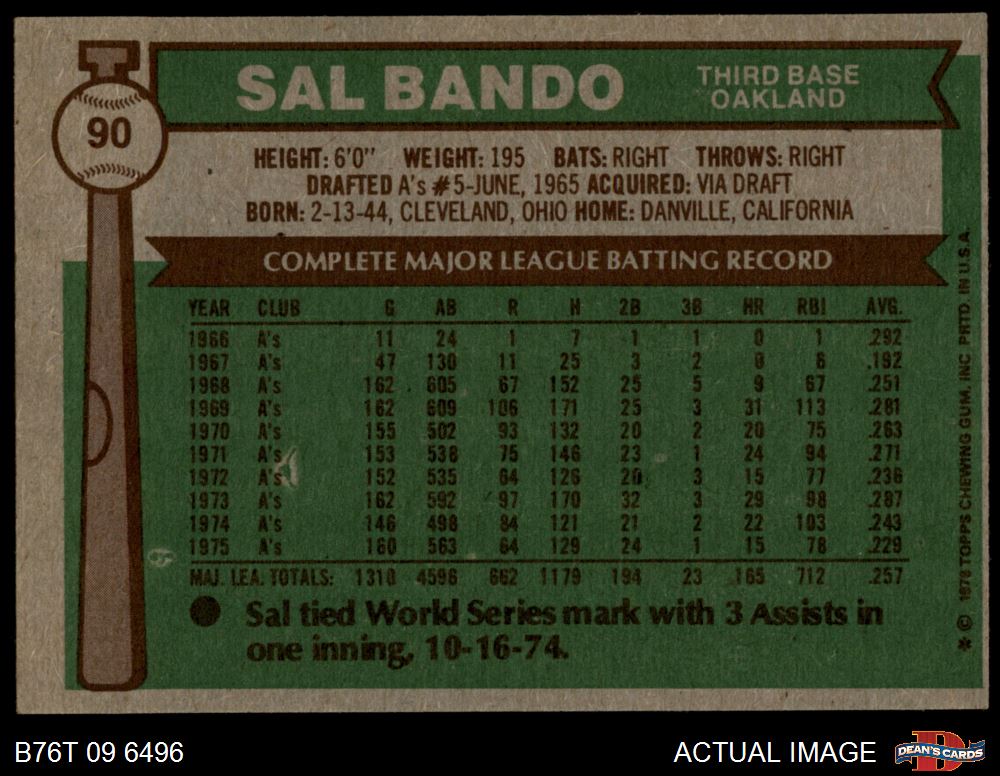 SAL BANDO
THIRD BASE
OAKLAND
90
HEIGHT: 6'0" WEIGHT: 195 BATS: RIGHT THROWS: RIGHT
DRAFTED A's #5-JUNE, 1965 ACQUIRED: VIA DRAFT
BORN: 2-13-44, CLEVELAND, OHIO HOME: DANVILLE, CALIFORNIA
COMPLETE MAJOR LEAGUE BATTING RECORD
YEAR CLUB G AB R H 2B 3B HR RBI AVG.
1966 A's 11 24 1 7 1 1 0 1 .292
1967 A's 47 130 11 25 3 2 0 6 .192
1968 A's 162 605 67 152 25 5 9 67 .251
1969 A's 162 609 106 171 25 3 31 113 .281
1970 A's 155 502 93 132 20 2 20 75 .263
1971 A's 153 538 75 146 23 1 24 94 .271
1972 A's 152 535 64 126 20 3 15 77 .236
1973 A's 162 592 97 170 32 3 29 98 .287
1974 A's 146 498 84 121 21 2 22 103 .243
1975 A's 160 563 64 129 24 1 15 78 .229
MAJ. LEA. TOTALS: 1310 4596 662 1179 194 23 165 712 .257
Sal tied World Series mark with 3 Assists in
one inning, 10-16-74.
* © 1976 TOPPS CHEWING GUM, INC PRTD. IN U.S.A.
B76T 09 6496
ACTUAL IMAGE
DEAN'S CARDS